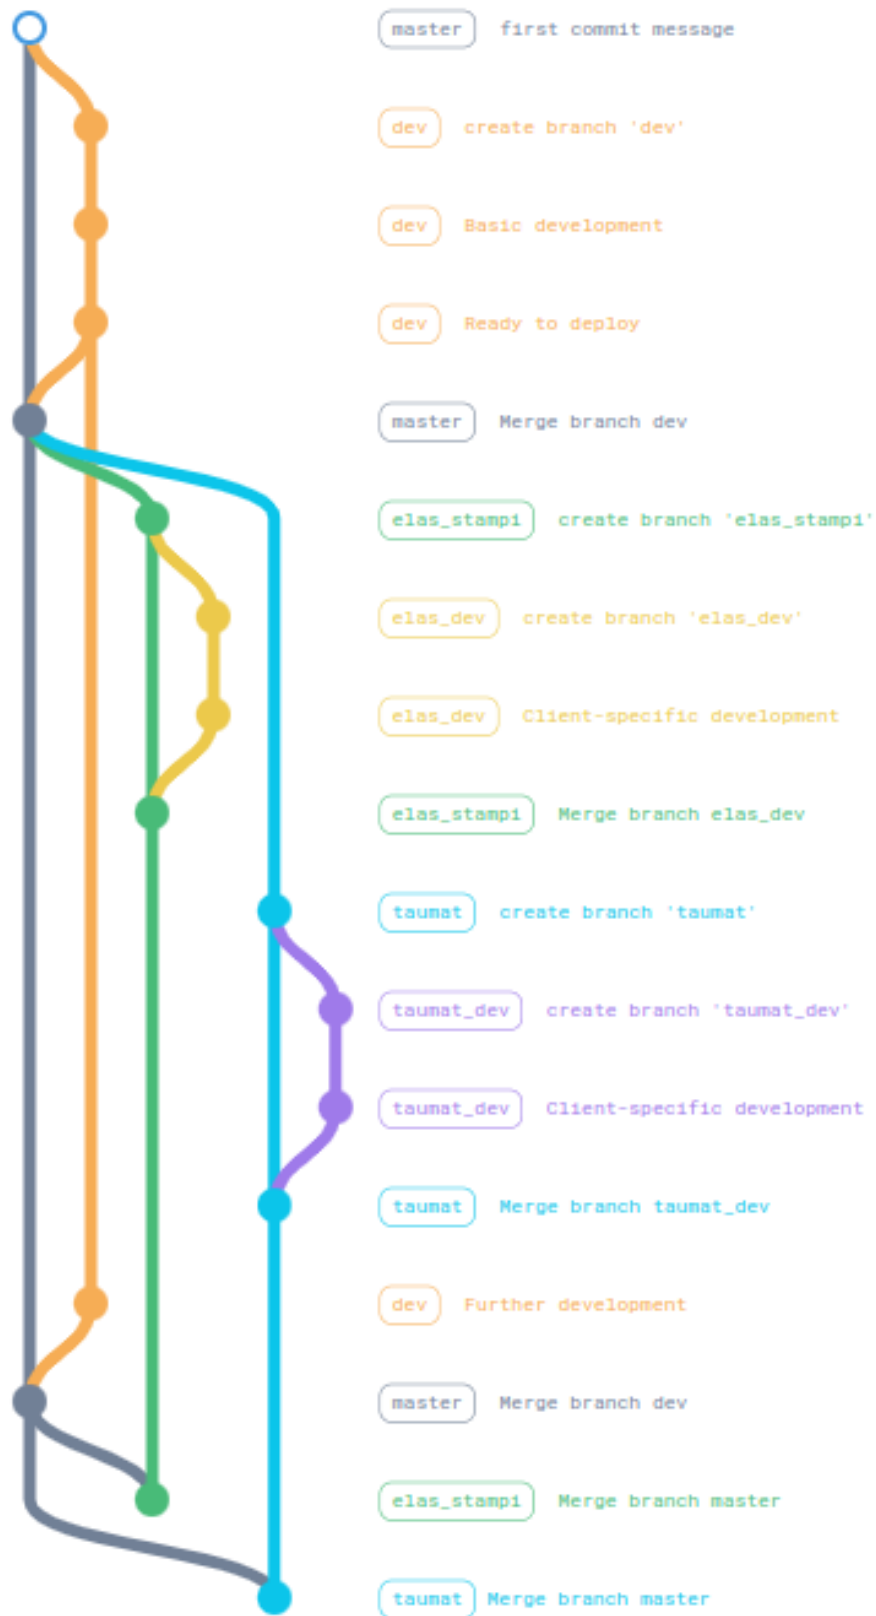 master first commit message
dev create branch 'dev'
dev Basic development
dev Ready to deploy
master Merge branch dev
elas_stampi create branch 'elas_stampi'
elas_dev create branch 'elas_dev'
elas_dev Client-specific development
elas_stampi Merge branch elas_dev
taumat create branch 'taumat'
taumat_dev create branch 'taumat_dev'
taumat_dev Client-specific development
taumat Merge branch taumat_dev
dev Further development
master Merge branch dev
elas_stampi Merge branch master
taumat Merge branch master